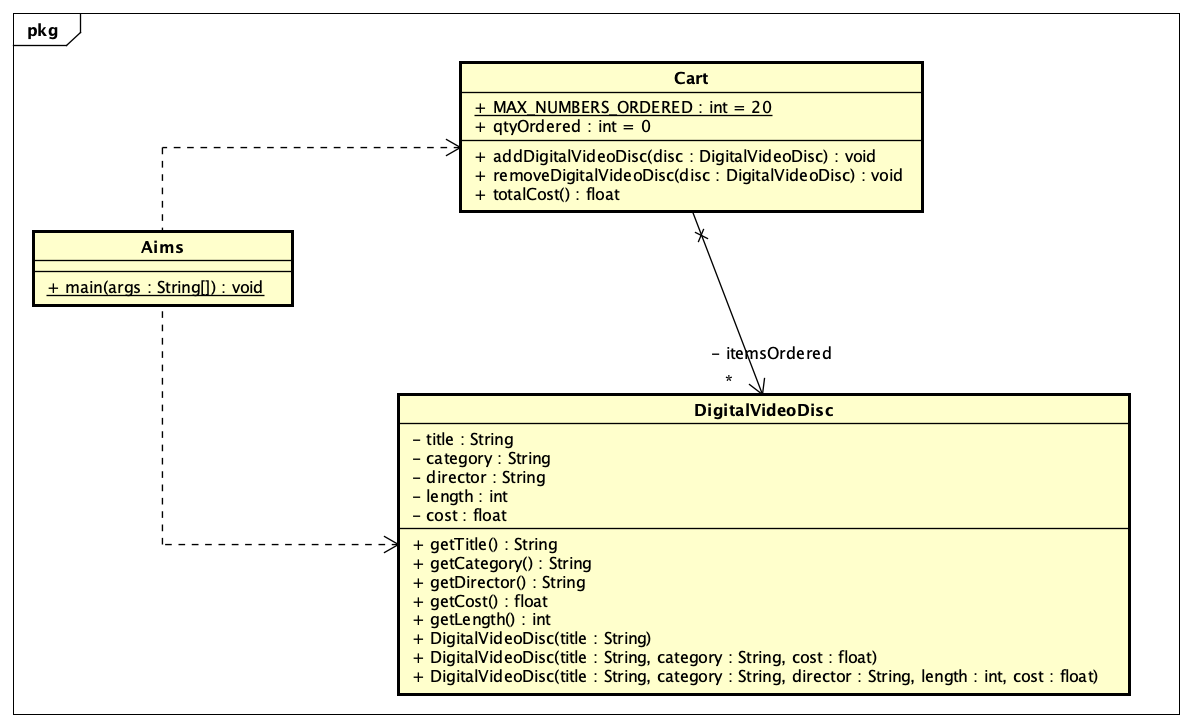 pkg
Cart
+ MAX_NUMBERS_ORDERED : int = 20
+ qtyOrdered : int = 0
+ addDigitalVideoDisc(disc : DigitalVideoDisc) : void
+ removeDigitalVideoDisc(disc : DigitalVideoDisc) : void
+ totalCost() : float
Aims
+ main(args : String[]) : void
- itemsOrdered
*
DigitalVideoDisc
- title : String
- category : String
- director : String
- length : int
- cost : float
+ getTitle() : String
+ getCategory() : String
+ getDirector() : String
+ getCost() : float
+ getLength() : int
+ DigitalVideoDisc(title : String)
+ DigitalVideoDisc(title : String, category : String, cost : float)
+ DigitalVideoDisc(title : String, category : String, director : String, length : int, cost : float)